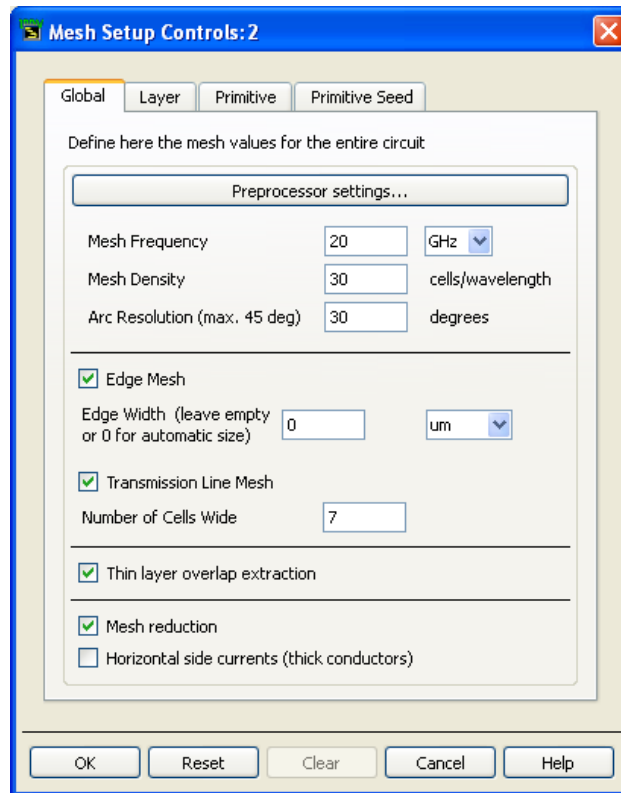 Mesh Setup Controls:2
Global Layer Primitive Primitive Seed
Define here the mesh values for the entire circuit
Preprocessor settings...
Mesh Frequency 20 GHz
Mesh Density 30 cells/wavelength
Arc Resolution (max. 45 deg) 30 degrees
Edge Mesh
Edge Width (leave empty
or 0 for automatic size) 0 um
Transmission Line Mesh
Number of Cells Wide 7
Thin layer overlap extraction
Mesh reduction
Horizontal side currents (thick conductors)
OK Reset Clear Cancel Help